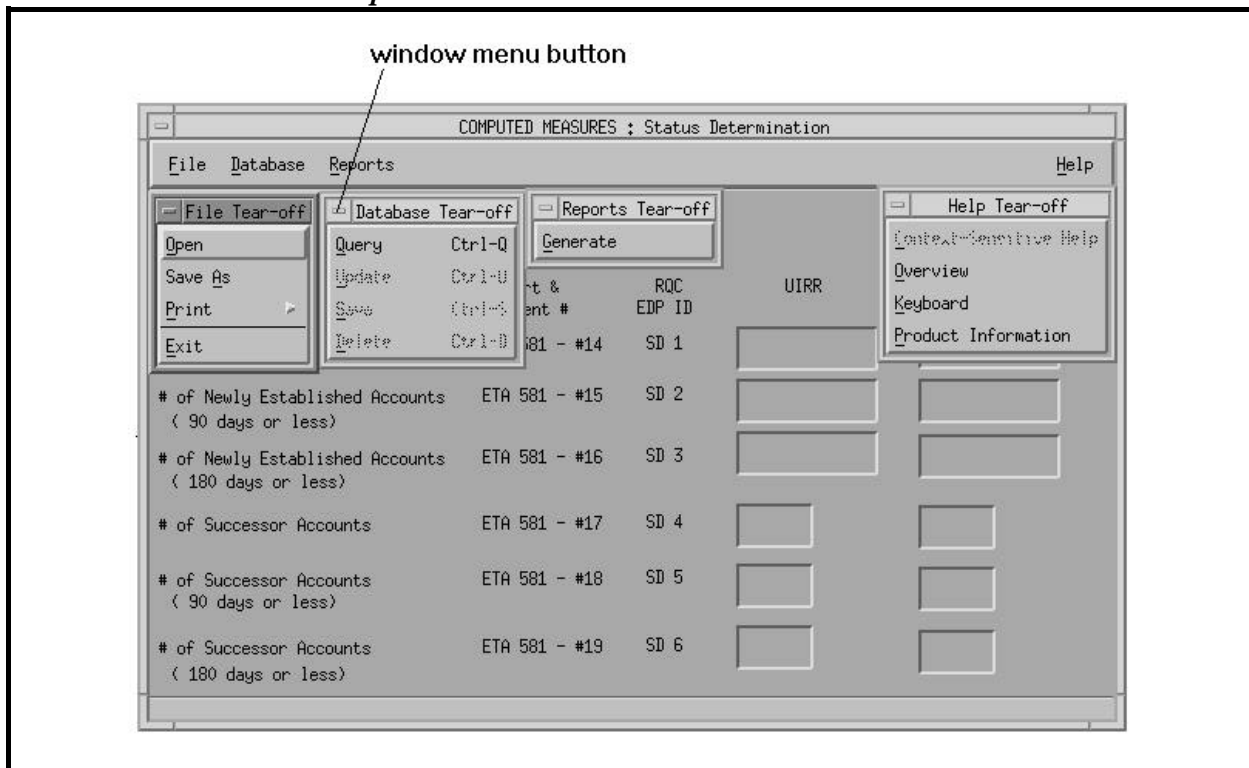 window menu button
COMPUTED MEASURES : Status Determination
File Database Reports Help
File Tear-off
Open
Save As
Print
Exit
Database Tear-off
Query Ctrl-Q
Update Ctrl-U
Save Ctrl-S
Delete Ctrl-D
Reports Tear-off
Generate
Help Tear-off
Context-Sensitive Help
Overview
Keyboard
Product Information
rt & RQC UIRR
ent # EDP ID
581 - #14 SD 1
# of Newly Established Accounts ETA 581 - #15 SD 2
( 90 days or less)
# of Newly Established Accounts ETA 581 - #16 SD 3
( 180 days or less)
# of Successor Accounts ETA 581 - #17 SD 4
# of Successor Accounts ETA 581 - #18 SD 5
( 90 days or less)
# of Successor Accounts ETA 581 - #19 SD 6
( 180 days or less)